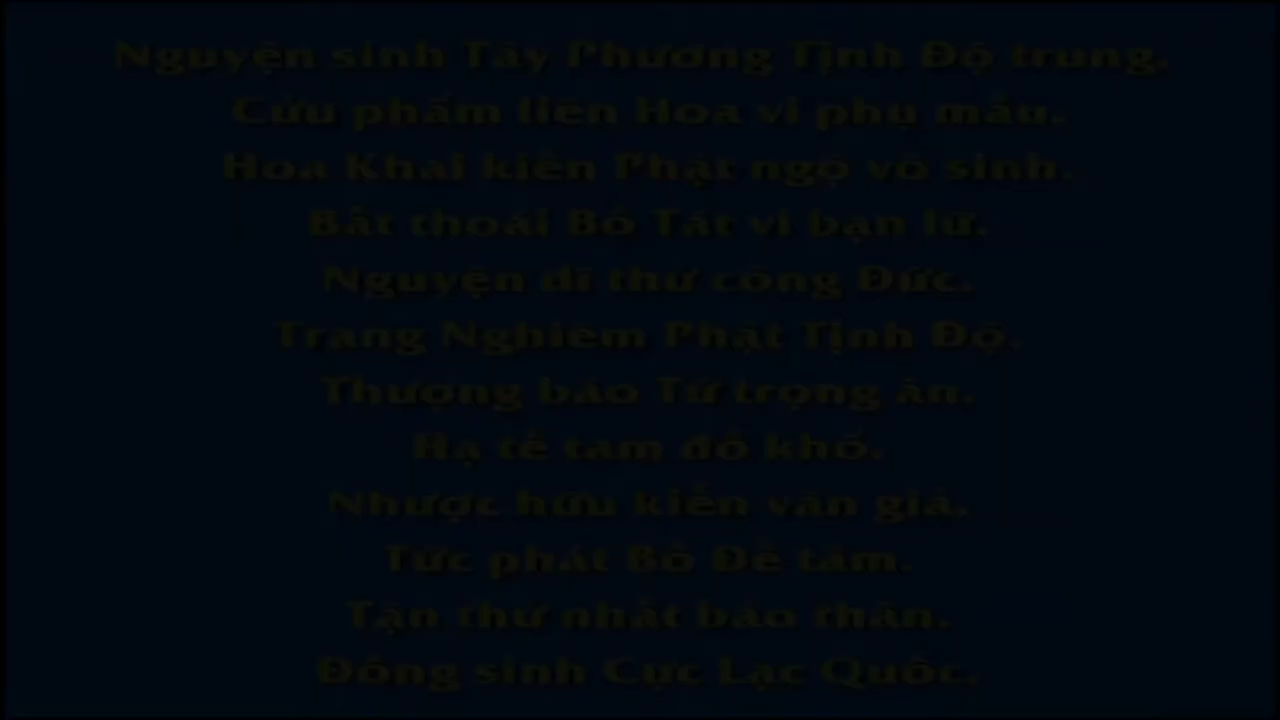 Nguyện sinh Tây Phương Tịnh Độ trung.
Cửu phẩm liên Hoa vi phụ mẫu.
Hoa Khai kiến Phật ngộ vô sinh.
Bất thoái Bồ Tát vi bạn lữ.
Nguyện dĩ thử công Đức.
Trang Nghiêm Phật Tịnh Độ.
Thượng báo Tứ trọng ân.
Hạ tế tam đồ khổ.
Nhược hữu kiến văn giả.
Tức phát Bồ Đề tâm.
Tận thử nhất báo thân.
Đồng sinh Cực Lạc Quốc.